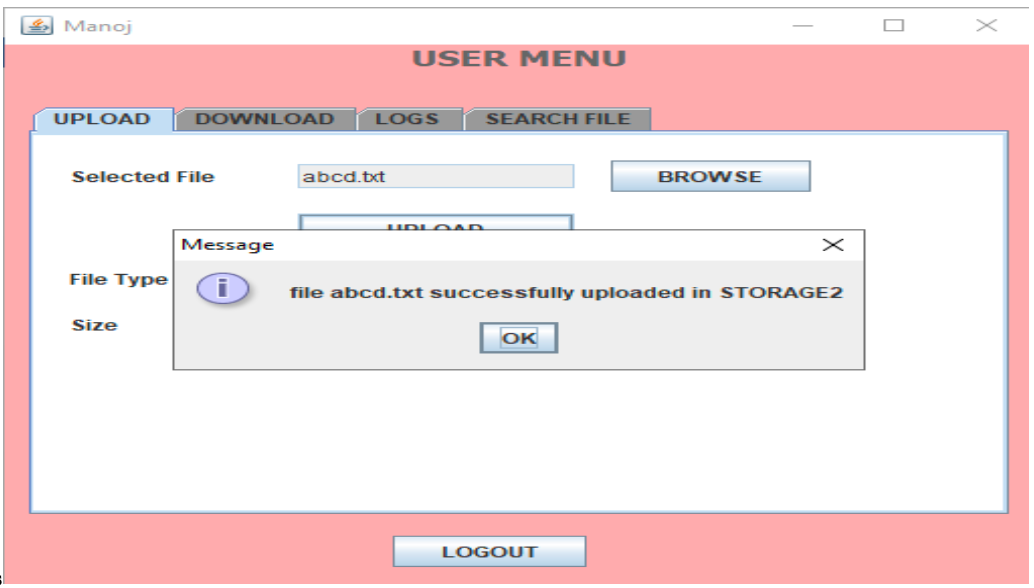 Manoj
USER MENU
UPLOAD DOWNLOAD LOGS SEARCH FILE
Selected File abcd.txt BROWSE
UPLOAD
Message
File Type
file abcd.txt successfully uploaded in STORAGE2
Size
OK
LOGOUT